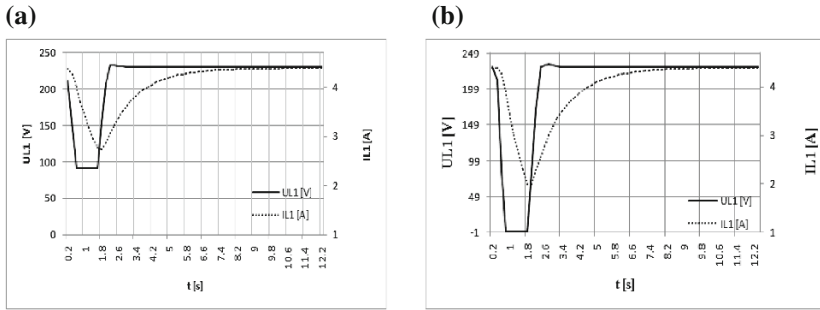 (a)
(b)
250
200
150
100
50
0
UL1 [V]
4
3
2
1
IL1 [A]
UL1 [V]
IL1 [A]
0.2 1 1.8 2.6 3.4 4.2 5 5.8 6.6 7.4 8.2 9 9.8 10.6 11.4 12.2
t [s]
249
199
149
99
49
-1
UL1 [V]
4
3
2
1
IL1 [A]
UL1 [V]
IL1 [A]
0.2 1 1.8 2.6 3.4 4.2 5 5.8 6.6 7.4 8.2 9 9.8 10.6 11.4 12.2
t [s]